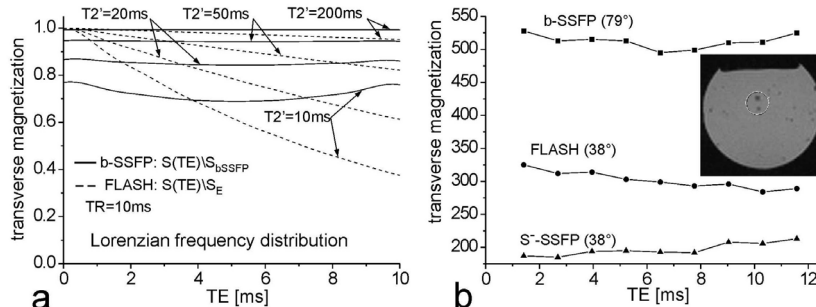 T2'=20ms T2'=50ms T2'=200ms
1.0
0.8
0.6
0.4
0.2
0.0
transverse magnetization
T2'=10ms
b-SSFP: S(TE)\S_bSSFP
FLASH: S(TE)\S_E
TR=10ms
Lorenzian frequency distribution
0 2 4 6 8 10
TE [ms]
a
550
500
450
400
350
300
250
200
transverse magnetization
b-SSFP (79°)
FLASH (38°)
S⁻-SSFP (38°)
0 2 4 6 8 10 12
TE [ms]
b